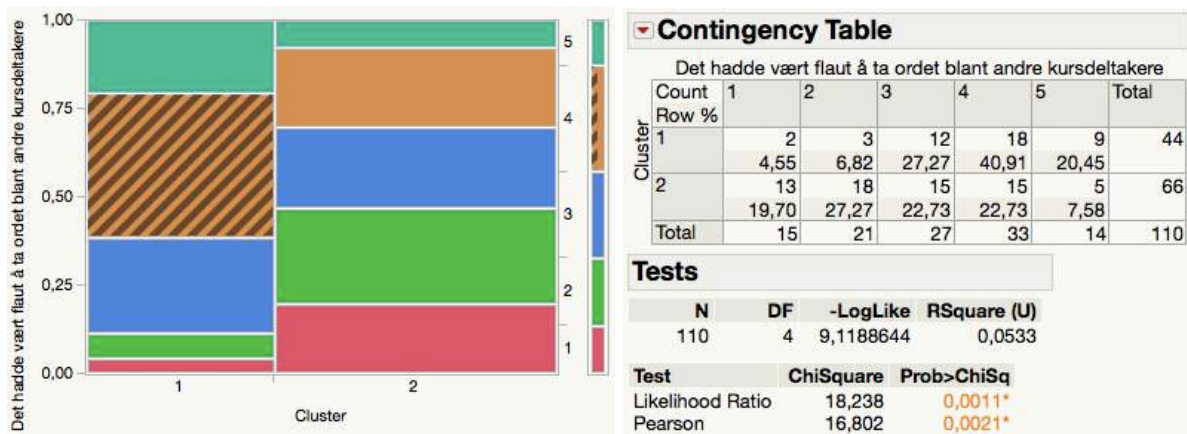 Det hadde vært flaut å ta ordet blant andre kursdeltakere
1,00
0,75
0,50
0,25
0,00
5
4
3
2
1
1 2
Cluster
Contingency Table
Det hadde vært flaut å ta ordet blant andre kursdeltakere
Count 1 2 3 4 5 Total
Row %
Cluster
1 2 3 12 18 9 44
4,55 6,82 27,27 40,91 20,45
2 13 18 15 15 5 66
19,70 27,27 22,73 22,73 7,58
Total 15 21 27 33 14 110
Tests
N DF -LogLike RSquare (U)
110 4 9,1188644 0,0533
Test ChiSquare Prob>ChiSq
Likelihood Ratio 18,238 0,0011*
Pearson 16,802 0,0021*